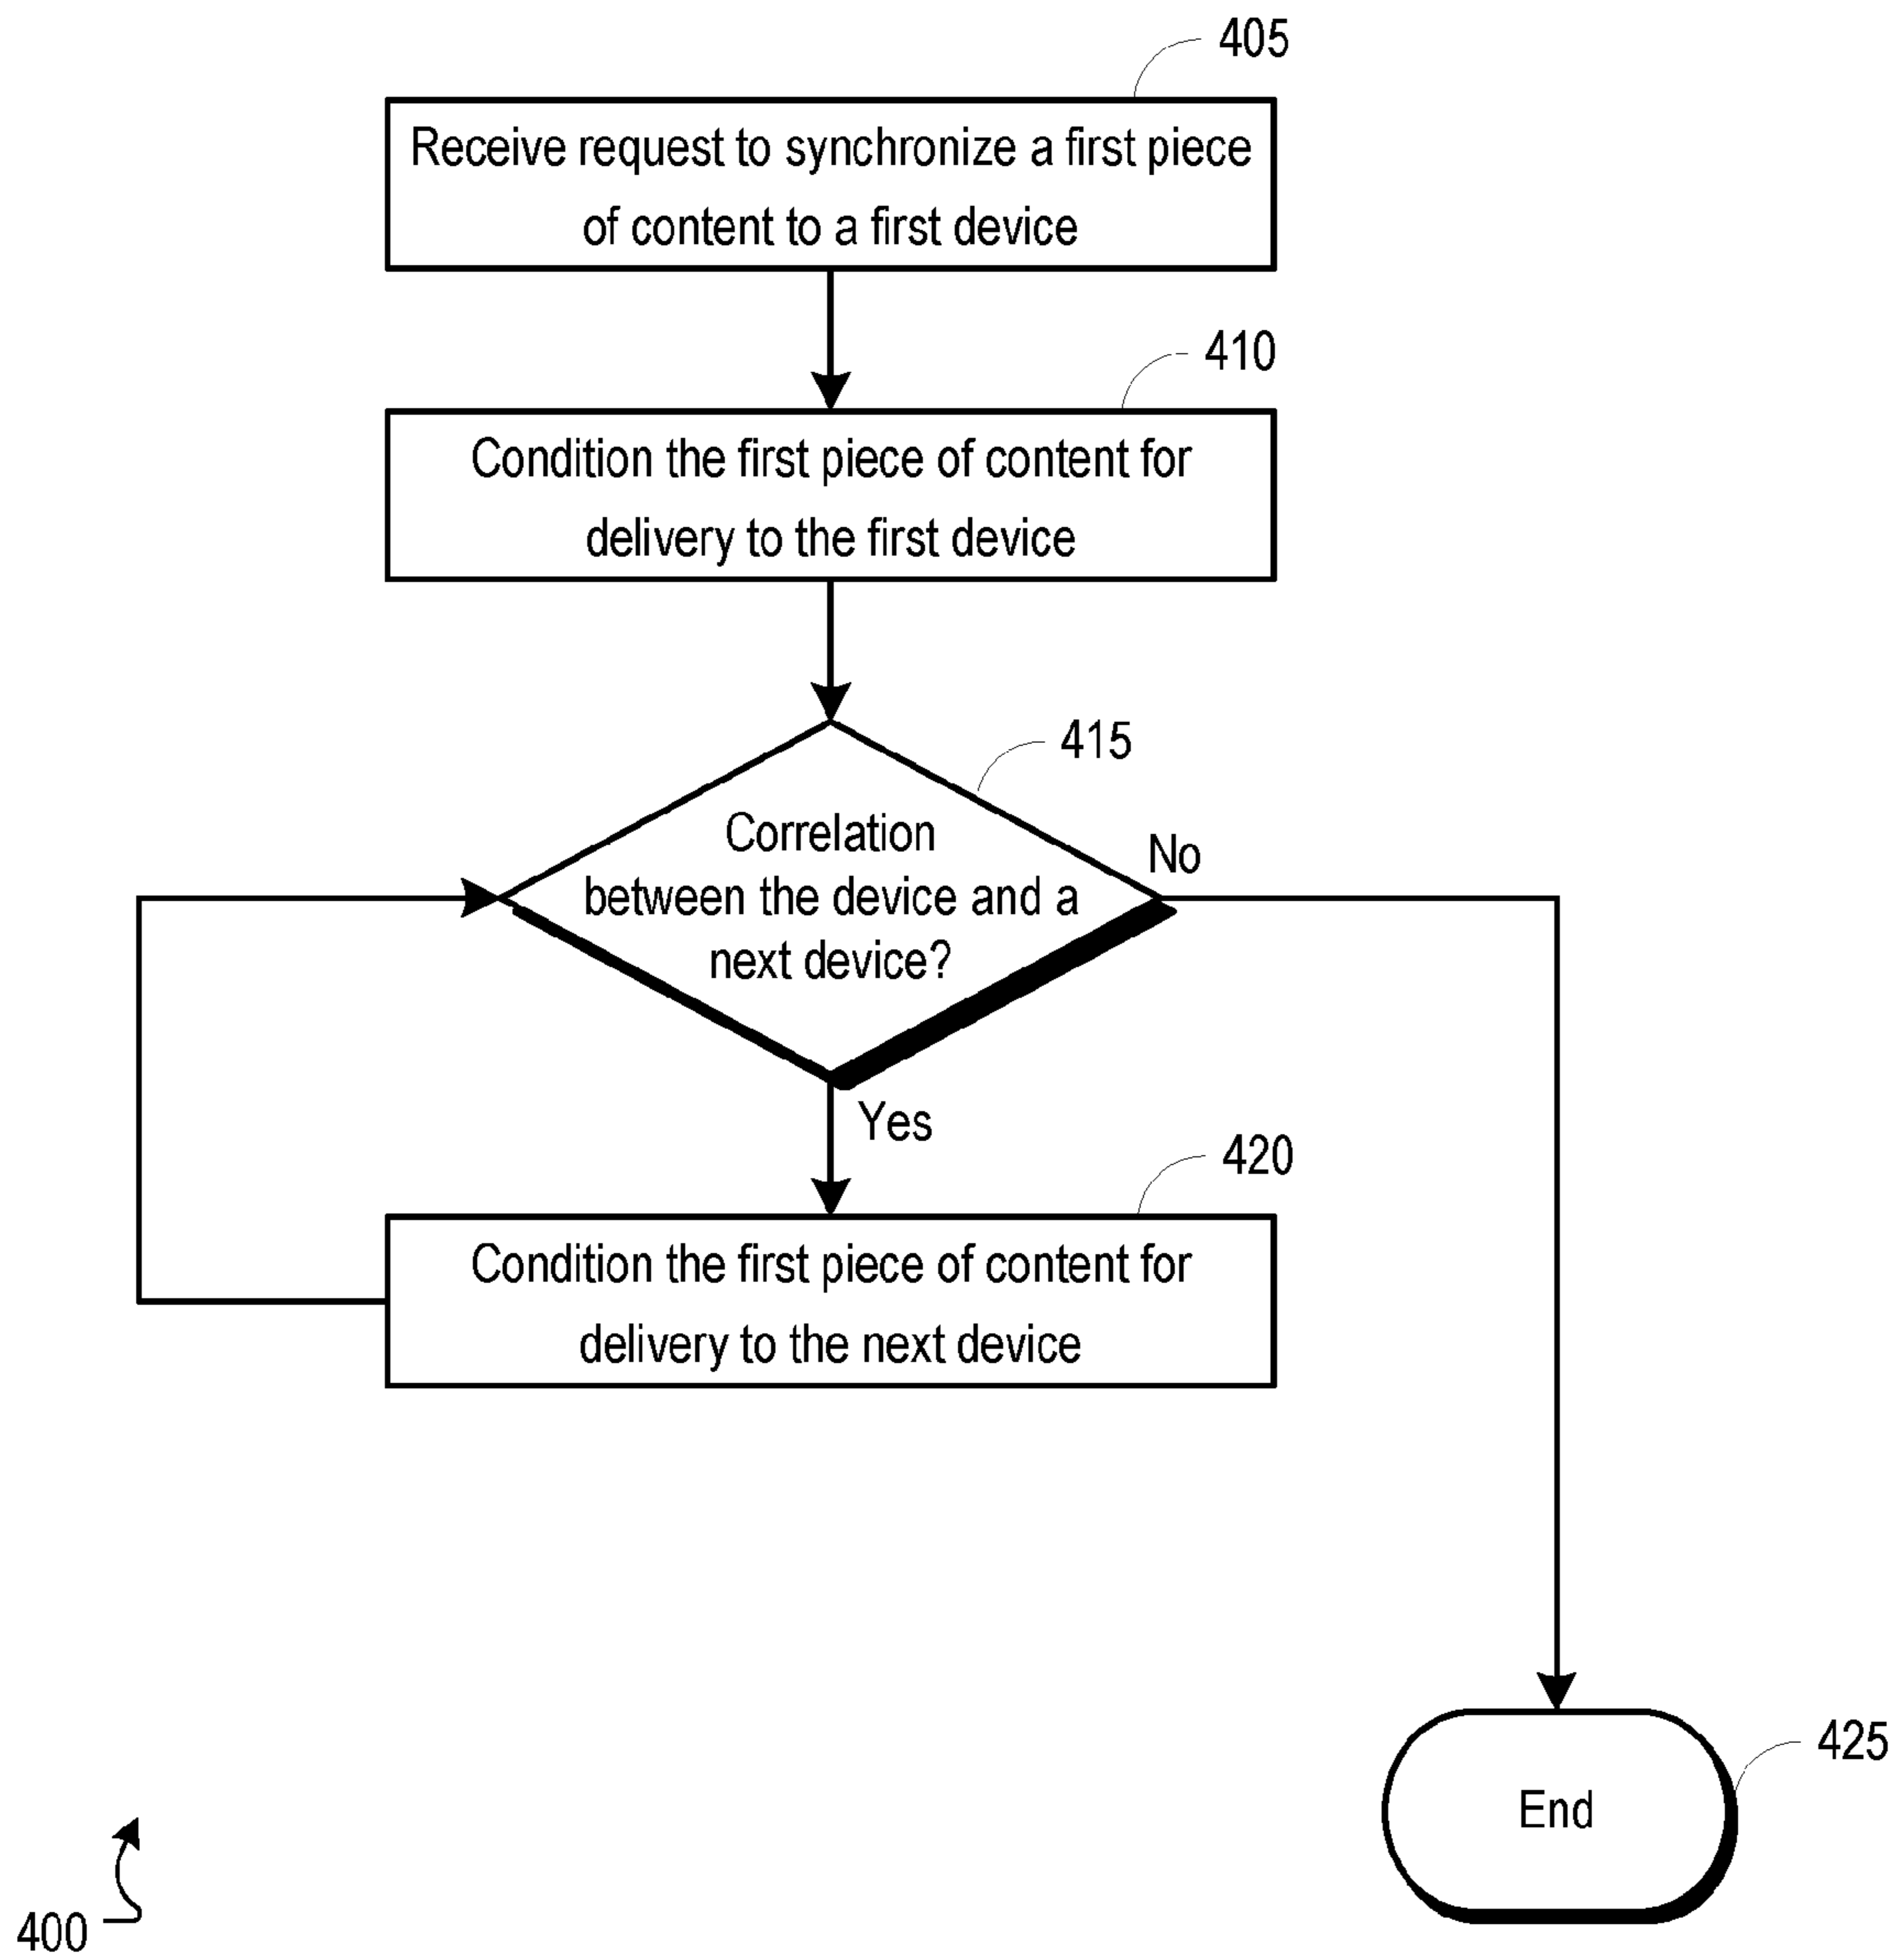 405
Receive request to synchronize a first piece
of content to a first device
410
Condition the first piece of content for
delivery to the first device
415
Correlation
between the device and a
next device?
No
Yes
420
Condition the first piece of content for
delivery to the next device
425
End
400